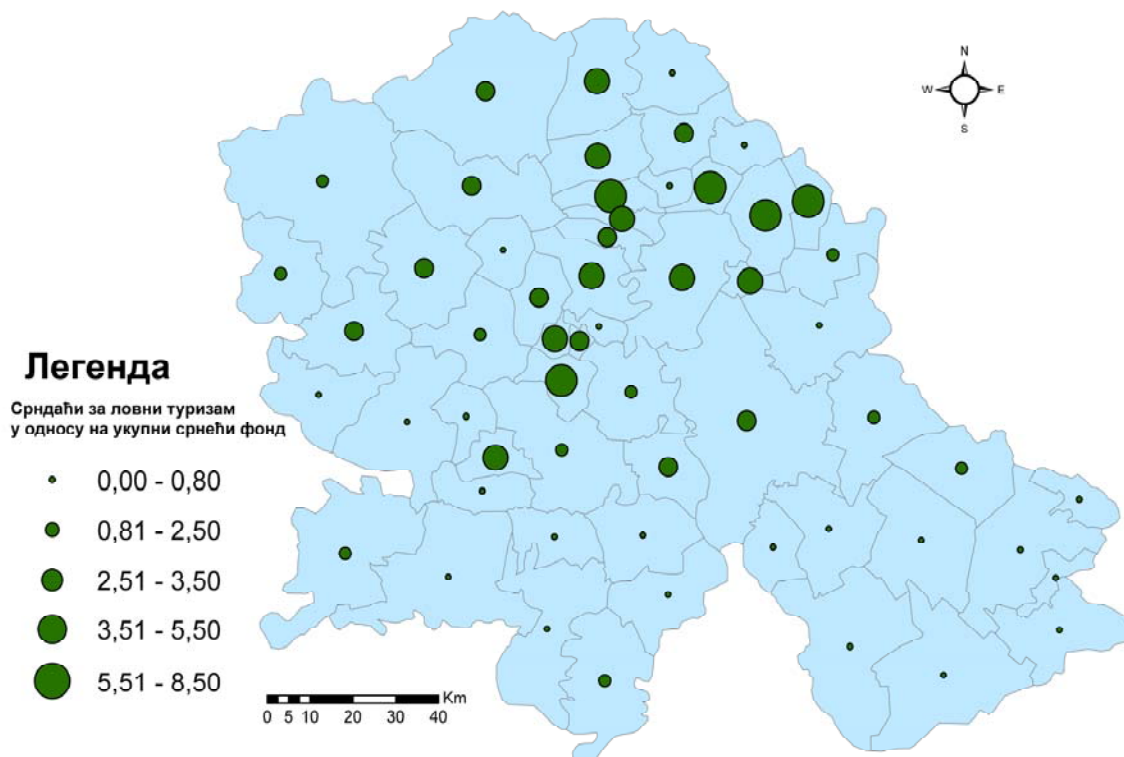 N
W E
S
Легенда
Срндаћи за ловни туризам
у односу на укупни срнећи фонд
0,00 - 0,80
0,81 - 2,50
2,51 - 3,50
3,51 - 5,50
5,51 - 8,50
Km
0 5 10 20 30 40